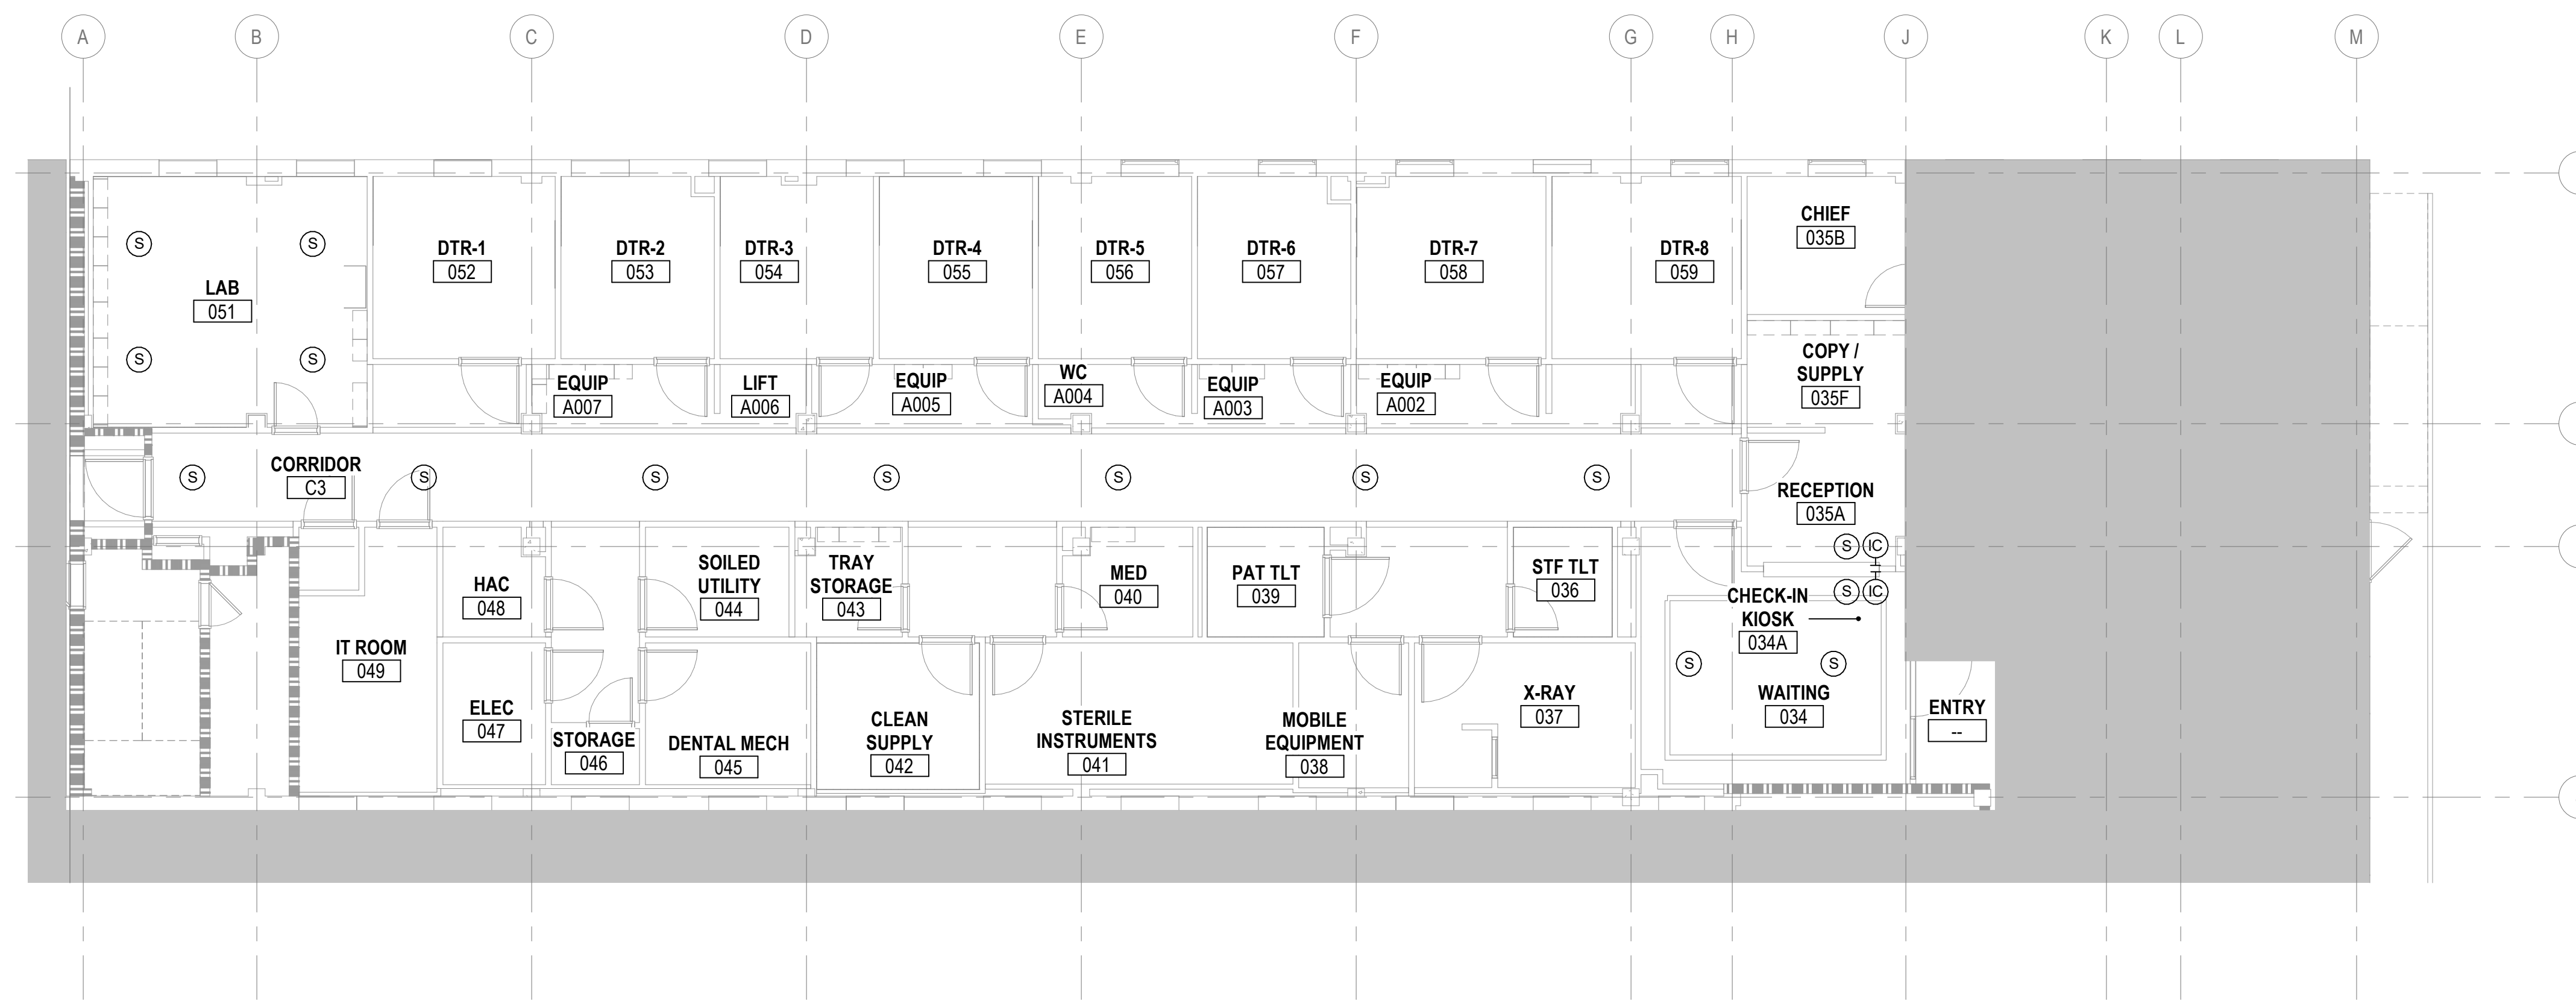 A
B
C
D
E
F
G
H
J
K
L
M
CHIEF
035B
DTR-1
052
DTR-2
053
DTR-3
054
DTR-4
055
DTR-5
056
DTR-6
057
DTR-7
058
DTR-8
059
S
S
LAB
051
S
S
EQUIP
A007
LIFT
A006
EQUIP
A005
WC
A004
EQUIP
A003
EQUIP
A002
COPY /
SUPPLY
035F
CORRIDOR
C3
S
S
S
S
S
S
S
RECEPTION
035A
S
IC
S
IC
HAC
048
SOILED
UTILITY
044
TRAY
STORAGE
043
MED
040
PAT TLT
039
STF TLT
036
CHECK-IN
KIOSK
034A
IT ROOM
049
S
S
ELEC
047
STORAGE
046
DENTAL MECH
045
CLEAN
SUPPLY
042
STERILE
INSTRUMENTS
041
MOBILE
EQUIPMENT
038
X-RAY
037
WAITING
034
ENTRY
--